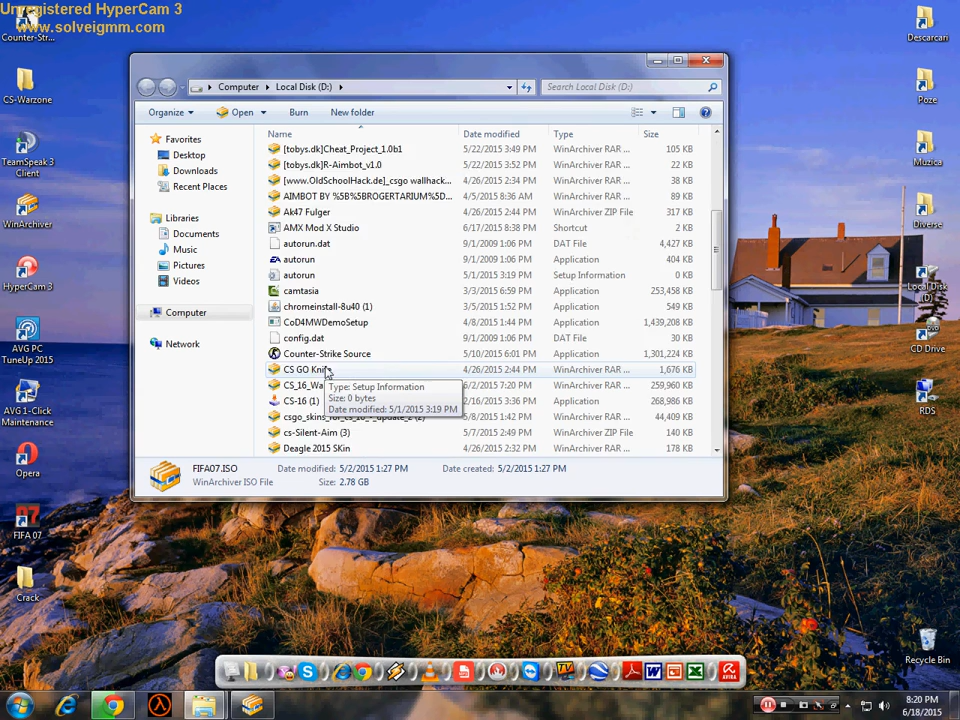 Unregistered HyperCam 3
www.solveigmm.com
Counter-Str...
CS-Warzone
TeamSpeak 3
Client
WinArchiver
HyperCam 3
AVG PC
TuneUp 2015
AVG 1-Click
Maintenance
Opera
FIFA 07
Crack
Computer
Local Disk (D:)
Search Local Disk (D:)
Organize
Open
Burn
New folder
Favorites
Desktop
Downloads
Recent Places
Libraries
Documents
Music
Pictures
Videos
Computer
Network
Name Date modified Type Size
[tobys.dk]Cheat_Project_1.0b1 5/22/2015 3:49 PM WinArchiver RAR ... 105 KB
[tobys.dk]R-Aimbot_v1.0 5/22/2015 3:52 PM WinArchiver RAR ... 22 KB
[www.OldSchoolHack.de]_csgo wallhack... 4/26/2015 2:34 PM WinArchiver RAR ... 38 KB
AIMBOT BY %5B%5BROGERTARIUM%5D... 4/5/2015 8:36 AM WinArchiver RAR ... 89 KB
Ak47 Fulger 4/26/2015 2:44 PM WinArchiver ZIP File 317 KB
AMX Mod X Studio 6/17/2015 8:38 PM Shortcut 2 KB
autorun.dat 9/1/2009 1:06 PM DAT File 4,427 KB
autorun 9/1/2009 1:06 PM Application 404 KB
autorun 5/1/2015 3:19 PM Setup Information 0 KB
camtasia 3/3/2015 6:59 PM Application 253,458 KB
chromeinstall-8u40 (1) 3/5/2015 1:52 PM Application 549 KB
CoD4MWDemoSetup 4/8/2015 1:44 PM Application 1,439,208 KB
config.dat 9/1/2009 1:06 PM DAT File 30 KB
Counter-Strike Source 5/10/2015 6:01 PM Application 1,301,224 KB
CS GO Kni 4/26/2015 2:44 PM WinArchiver RAR ... 1,676 KB
CS_16_Wa 6/2/2015 7:20 PM WinArchiver RAR ... 259,960 KB
CS-16 (1) 2/16/2015 3:36 PM Application 268,986 KB
csgo_skins_for_cs_16_-_update_2 (2) 5/8/2015 1:42 PM WinArchiver RAR ... 44,409 KB
cs-Silent-Aim (3) 5/7/2015 2:49 PM WinArchiver RAR ... 140 KB
Deagle 2015 SKin 4/26/2015 2:32 PM WinArchiver RAR ... 178 KB
Type: Setup Information
Size: 0 bytes
Date modified: 5/1/2015 3:19 PM
FIFA07.ISO Date modified: 5/2/2015 1:27 PM Date created: 5/2/2015 1:27 PM
WinArchiver ISO File Size: 2.78 GB
Descarcari
Poze
Muzica
Diverse
Local Disk
(D)
CD Drive
RDS
Recycle Bin
8:20 PM
6/18/2015